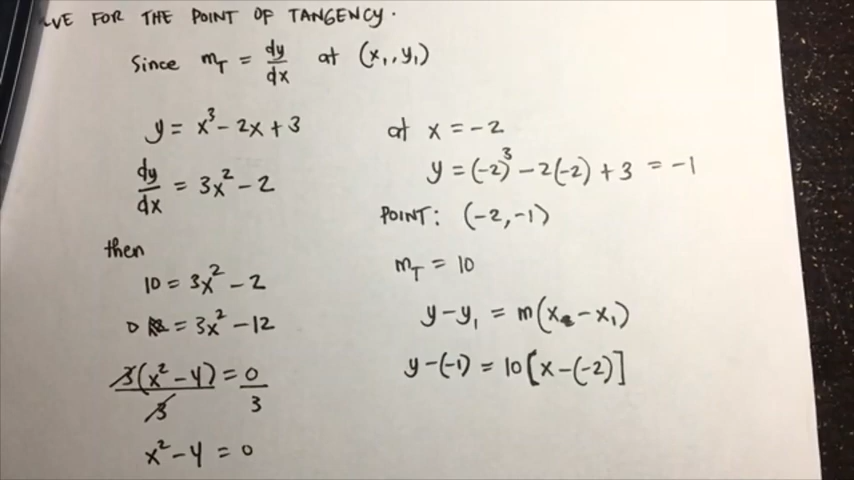 FOR THE POINT OF TANGENCY.
Since m_T = dy/dx at (x₁, y₁)
y = x³ - 2x + 3
dy/dx = 3x² - 2
then
10 = 3x² - 2
0 = 3x² - 12
3(x² - 4)/3 = 0/3
x² - 4 = 0
at x = -2
y = (-2)³ - 2(-2) + 3 = -1
POINT: (-2, -1)
m_T = 10
y - y₁ = m(x - x₁)
y - (-1) = 10[x - (-2)]